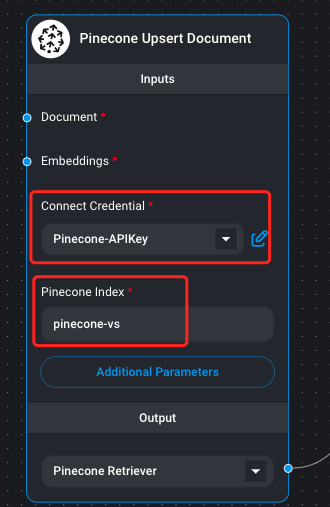 Pinecone Upsert Document
Inputs
Document *
Embeddings *
Connect Credential *
Pinecone-APIKey
Pinecone Index *
pinecone-vs
Additional Parameters
Output
Pinecone Retriever